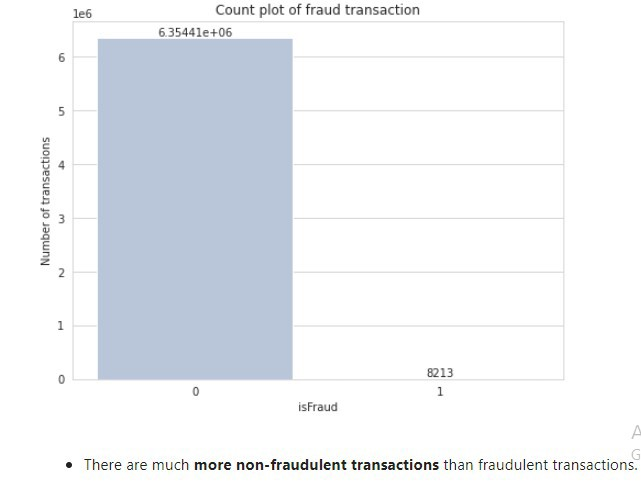 Count plot of fraud transaction
1e6
6.35441e+06
6
5
4
3
2
1
0
Number of transactions
8213
0 1
isFraud
A
G
• There are much more non-fraudulent transactions than fraudulent transactions.